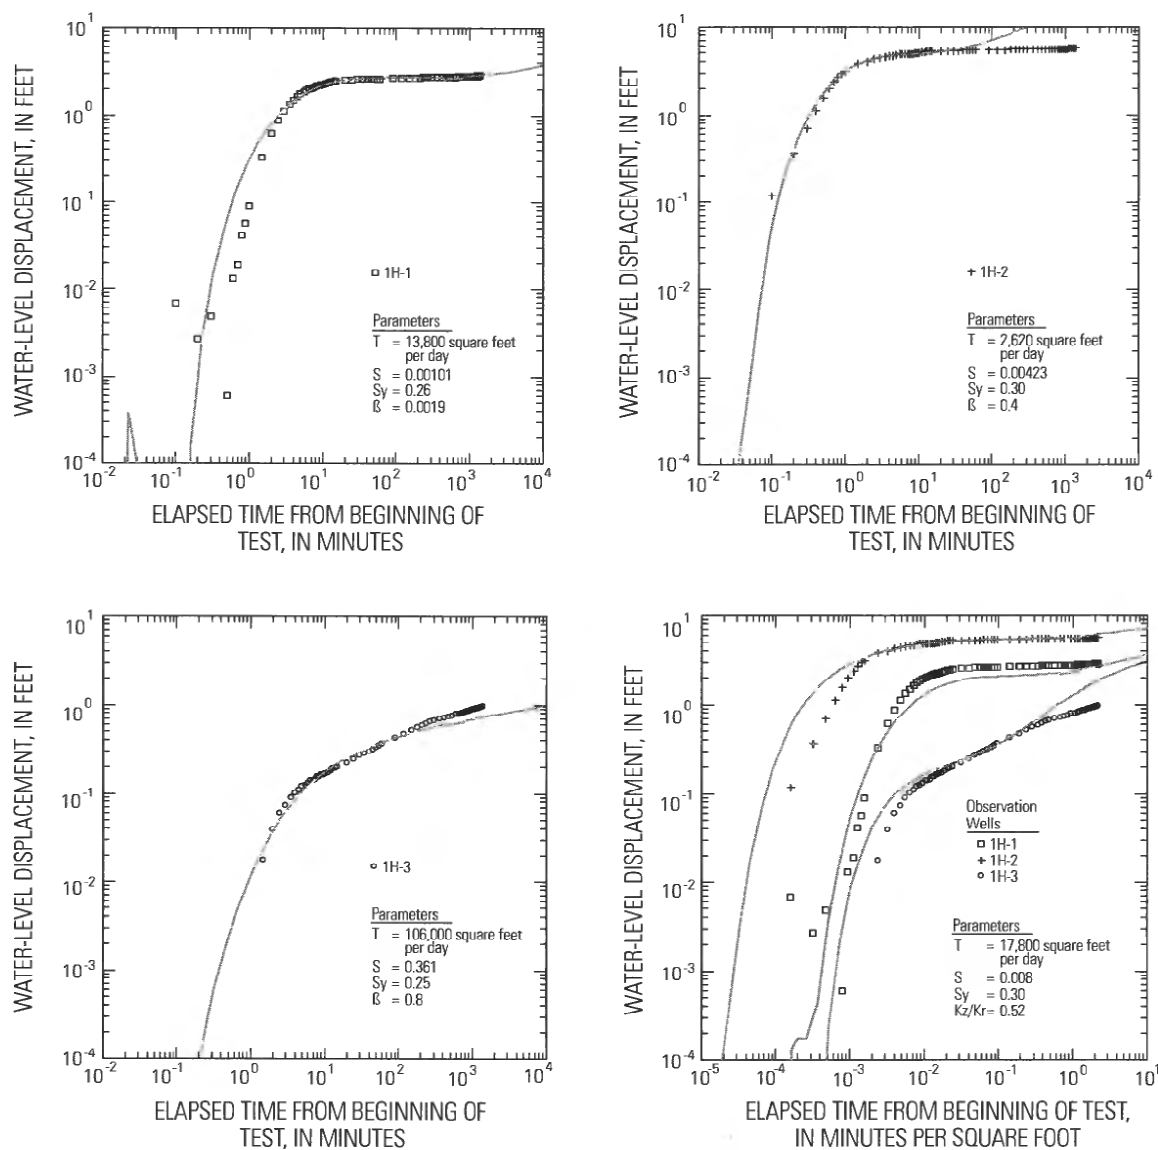 WATER-LEVEL DISPLACEMENT, IN FEET
10^1
10^0
10^-1
10^-2
10^-3
10^-4
10^-2 10^-1 10^0 10^1 10^2 10^3 10^4
1H-1
Parameters
T = 13,800 square feet
per day
S = 0.00101
Sy = 0.26
ß = 0.0019
ELAPSED TIME FROM BEGINNING OF
TEST, IN MINUTES
WATER-LEVEL DISPLACEMENT, IN FEET
10^1
10^0
10^-1
10^-2
10^-3
10^-4
10^-2 10^-1 10^0 10^1 10^2 10^3 10^4
1H-2
Parameters
T = 2,620 square feet
per day
S = 0.00423
Sy = 0.30
ß = 0.4
ELAPSED TIME FROM BEGINNING OF
TEST, IN MINUTES
WATER-LEVEL DISPLACEMENT, IN FEET
10^1
10^0
10^-1
10^-2
10^-3
10^-4
10^-2 10^-1 10^0 10^1 10^2 10^3 10^4
1H-3
Parameters
T = 106,000 square feet
per day
S = 0.361
Sy = 0.25
ß = 0.8
ELAPSED TIME FROM BEGINNING OF
TEST, IN MINUTES
WATER-LEVEL DISPLACEMENT, IN FEET
10^1
10^0
10^-1
10^-2
10^-3
10^-4
10^-5 10^-4 10^-3 10^-2 10^-1 10^0 10^1
Observation
Wells
1H-1
1H-2
1H-3
Parameters
T = 17,800 square feet
per day
S = 0.008
Sy = 0.30
Kz/Kr= 0.52
ELAPSED TIME FROM BEGINNING OF TEST,
IN MINUTES PER SQUARE FOOT